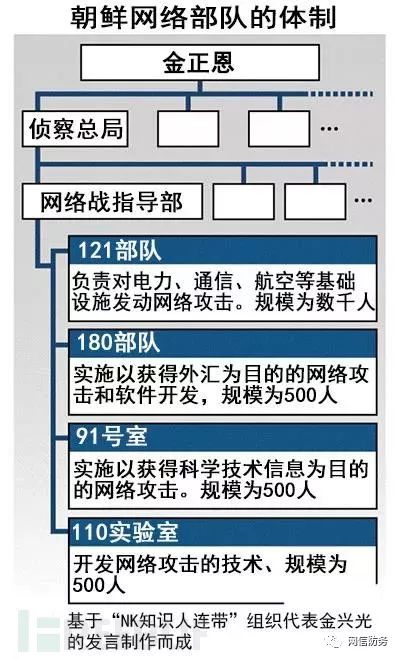 朝鲜网络部队的体制
金正恩
侦察总局
...
网络战指导部
...
121部队
负责对电力、通信、航空等基础
设施发动网络攻击。规模为数千人
180部队
实施以获得外汇为目的的网络攻
击和软件开发，规模为500人
91号室
实施以获得科学技术信息为目的
的网络攻击。规模为500人
110实验室
开发网络攻击的技术、规模为
500人
基于“NK知识人连带”组织代表金兴光
的发言制作而成
网信防务